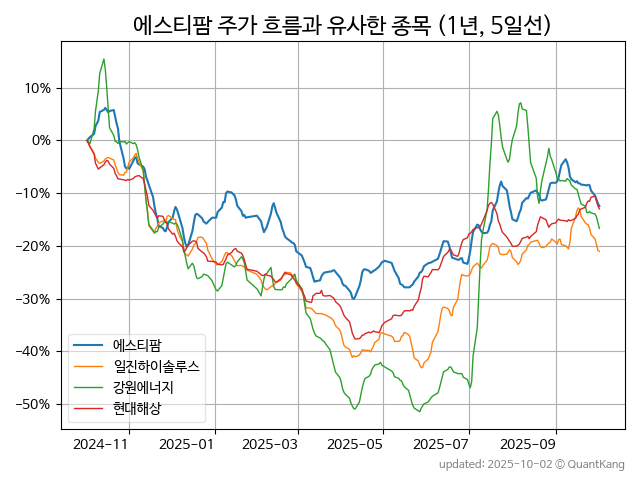 에스티팜 주가 흐름과 유사한 종목 (1년, 5일선)
10%
0%
−10%
−20%
−30%
−40%
−50%
에스티팜
일진하이솔루스
강원에너지
현대해상
2024-11
2025-01
2025-03
2025-05
2025-07
2025-09
updated: 2025-10-02 © QuantKang